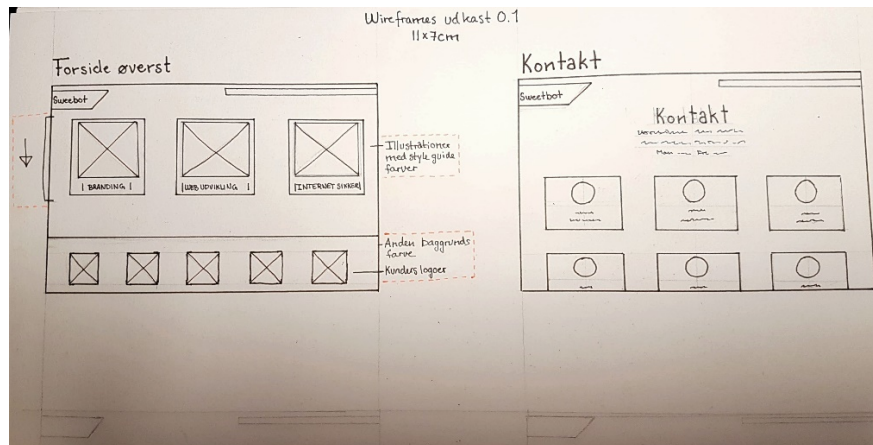 Wireframes udkast 0.1
11x7cm
Forside øverst
Sweebot
BRANDING
WEB UDVIKLING
INTERNET SIKKER
Illustrationer
med style guide
farver
Anden baggrunds
farve
Kunders logoer
Kontakt
Sweetbot
Kontakt